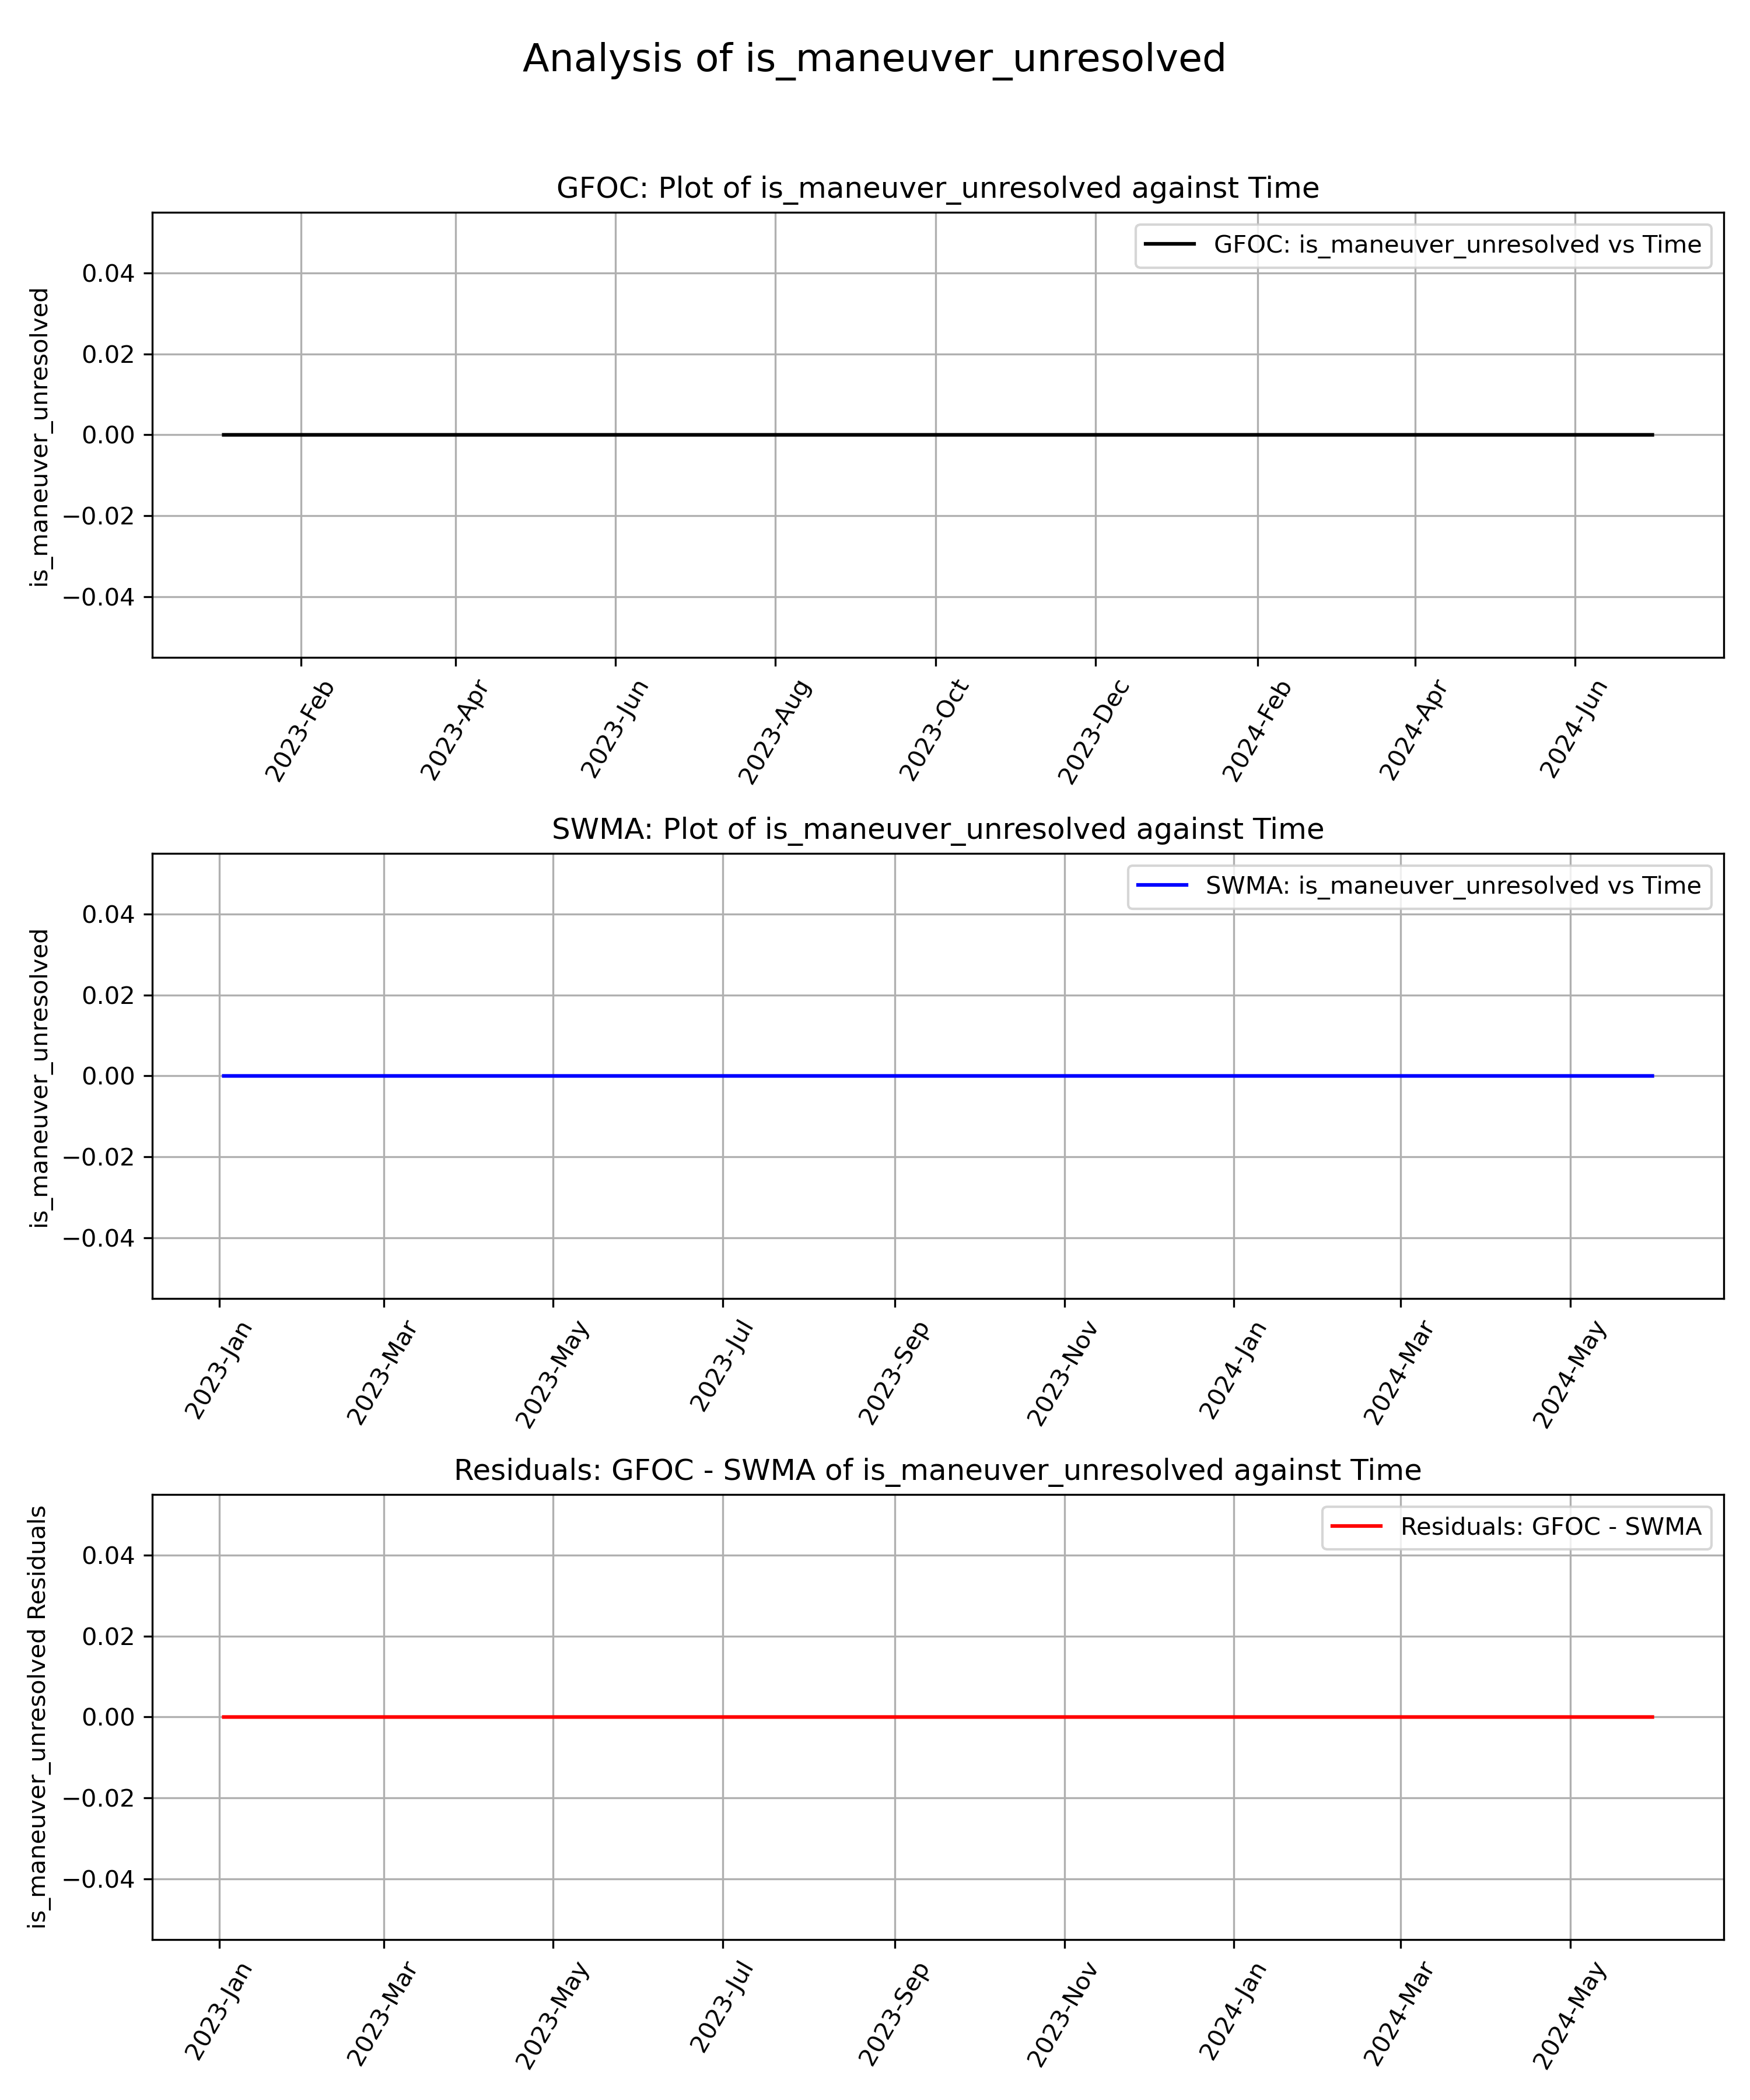 Analysis of is_maneuver_unresolved
GFOC: Plot of is_maneuver_unresolved against Time
GFOC: is_maneuver_unresolved vs Time
is_maneuver_unresolved
0.04
0.02
0.00
−0.02
−0.04
2023-Feb
2023-Apr
2023-Jun
2023-Aug
2023-Oct
2023-Dec
2024-Feb
2024-Apr
2024-Jun
SWMA: Plot of is_maneuver_unresolved against Time
SWMA: is_maneuver_unresolved vs Time
is_maneuver_unresolved
0.04
0.02
0.00
−0.02
−0.04
2023-Jan
2023-Mar
2023-May
2023-Jul
2023-Sep
2023-Nov
2024-Jan
2024-Mar
2024-May
Residuals: GFOC - SWMA of is_maneuver_unresolved against Time
Residuals: GFOC - SWMA
is_maneuver_unresolved Residuals
0.04
0.02
0.00
−0.02
−0.04
2023-Jan
2023-Mar
2023-May
2023-Jul
2023-Sep
2023-Nov
2024-Jan
2024-Mar
2024-May